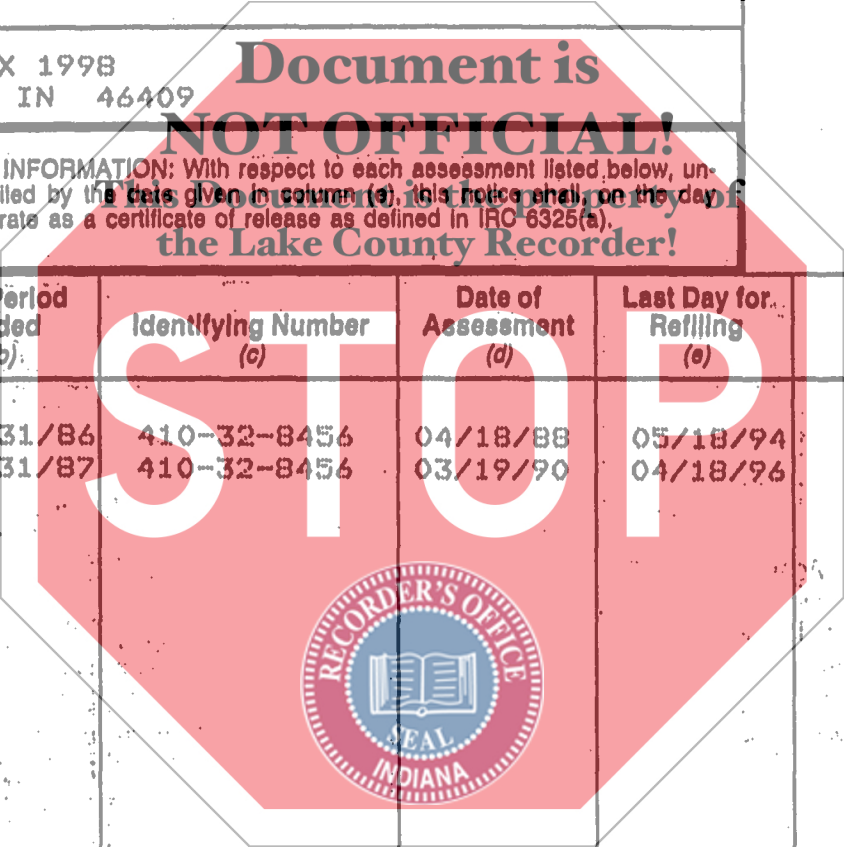 X 1998
IN 46409
Document is
NOT OFFICIAL!
This Document is the property of
the Lake County Recorder!
INFORMATION: With respect to each assessment listed below, un-
iled by the date given in column (e), this notice shall, on the day
rate as a certificate of release as defined in IRC 6325(a).
Period
ded
b)
Identifying Number
(c)
Date of
Assessment
(d)
Last Day for
Refiling
(e)
31/86 410-32-8456 04/18/88 05/18/94
31/87 410-32-8456 03/19/90 04/18/96
STOP
RECORDER'S OFFICE
SEAL
INDIANA